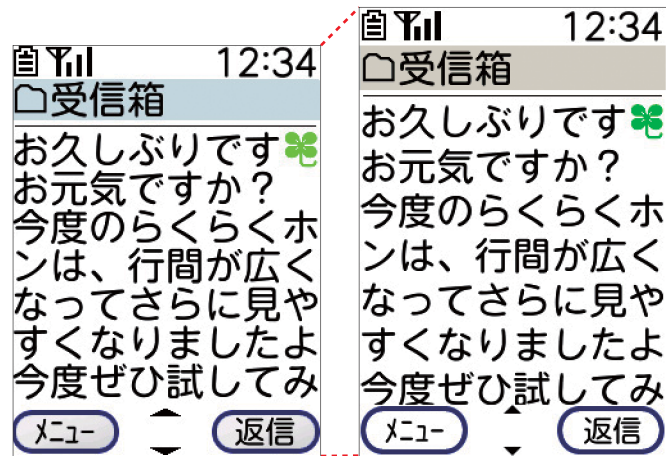 12:34
受信箱
お久しぶりです
お元気ですか？
今度のらくらくホ
ンは、行間が広く
なってさらに見や
すくなりましたよ
今度ぜひ試してみ
ﾒﾆｭｰ
返信
12:34
受信箱
お久しぶりです
お元気ですか？
今度のらくらくホ
ンは、行間が広く
なってさらに見や
すくなりましたよ
今度ぜひ試してみ
ﾒﾆｭｰ
返信